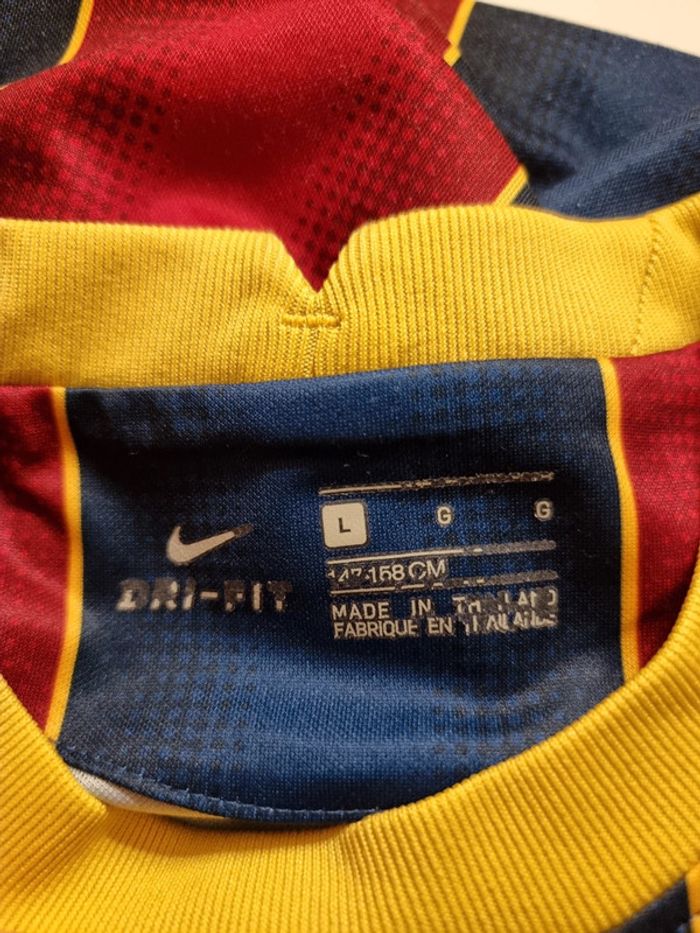 DRI-FIT
L G G
147-158 CM
MADE IN THAILAND
FABRIQUE EN THAILANDE